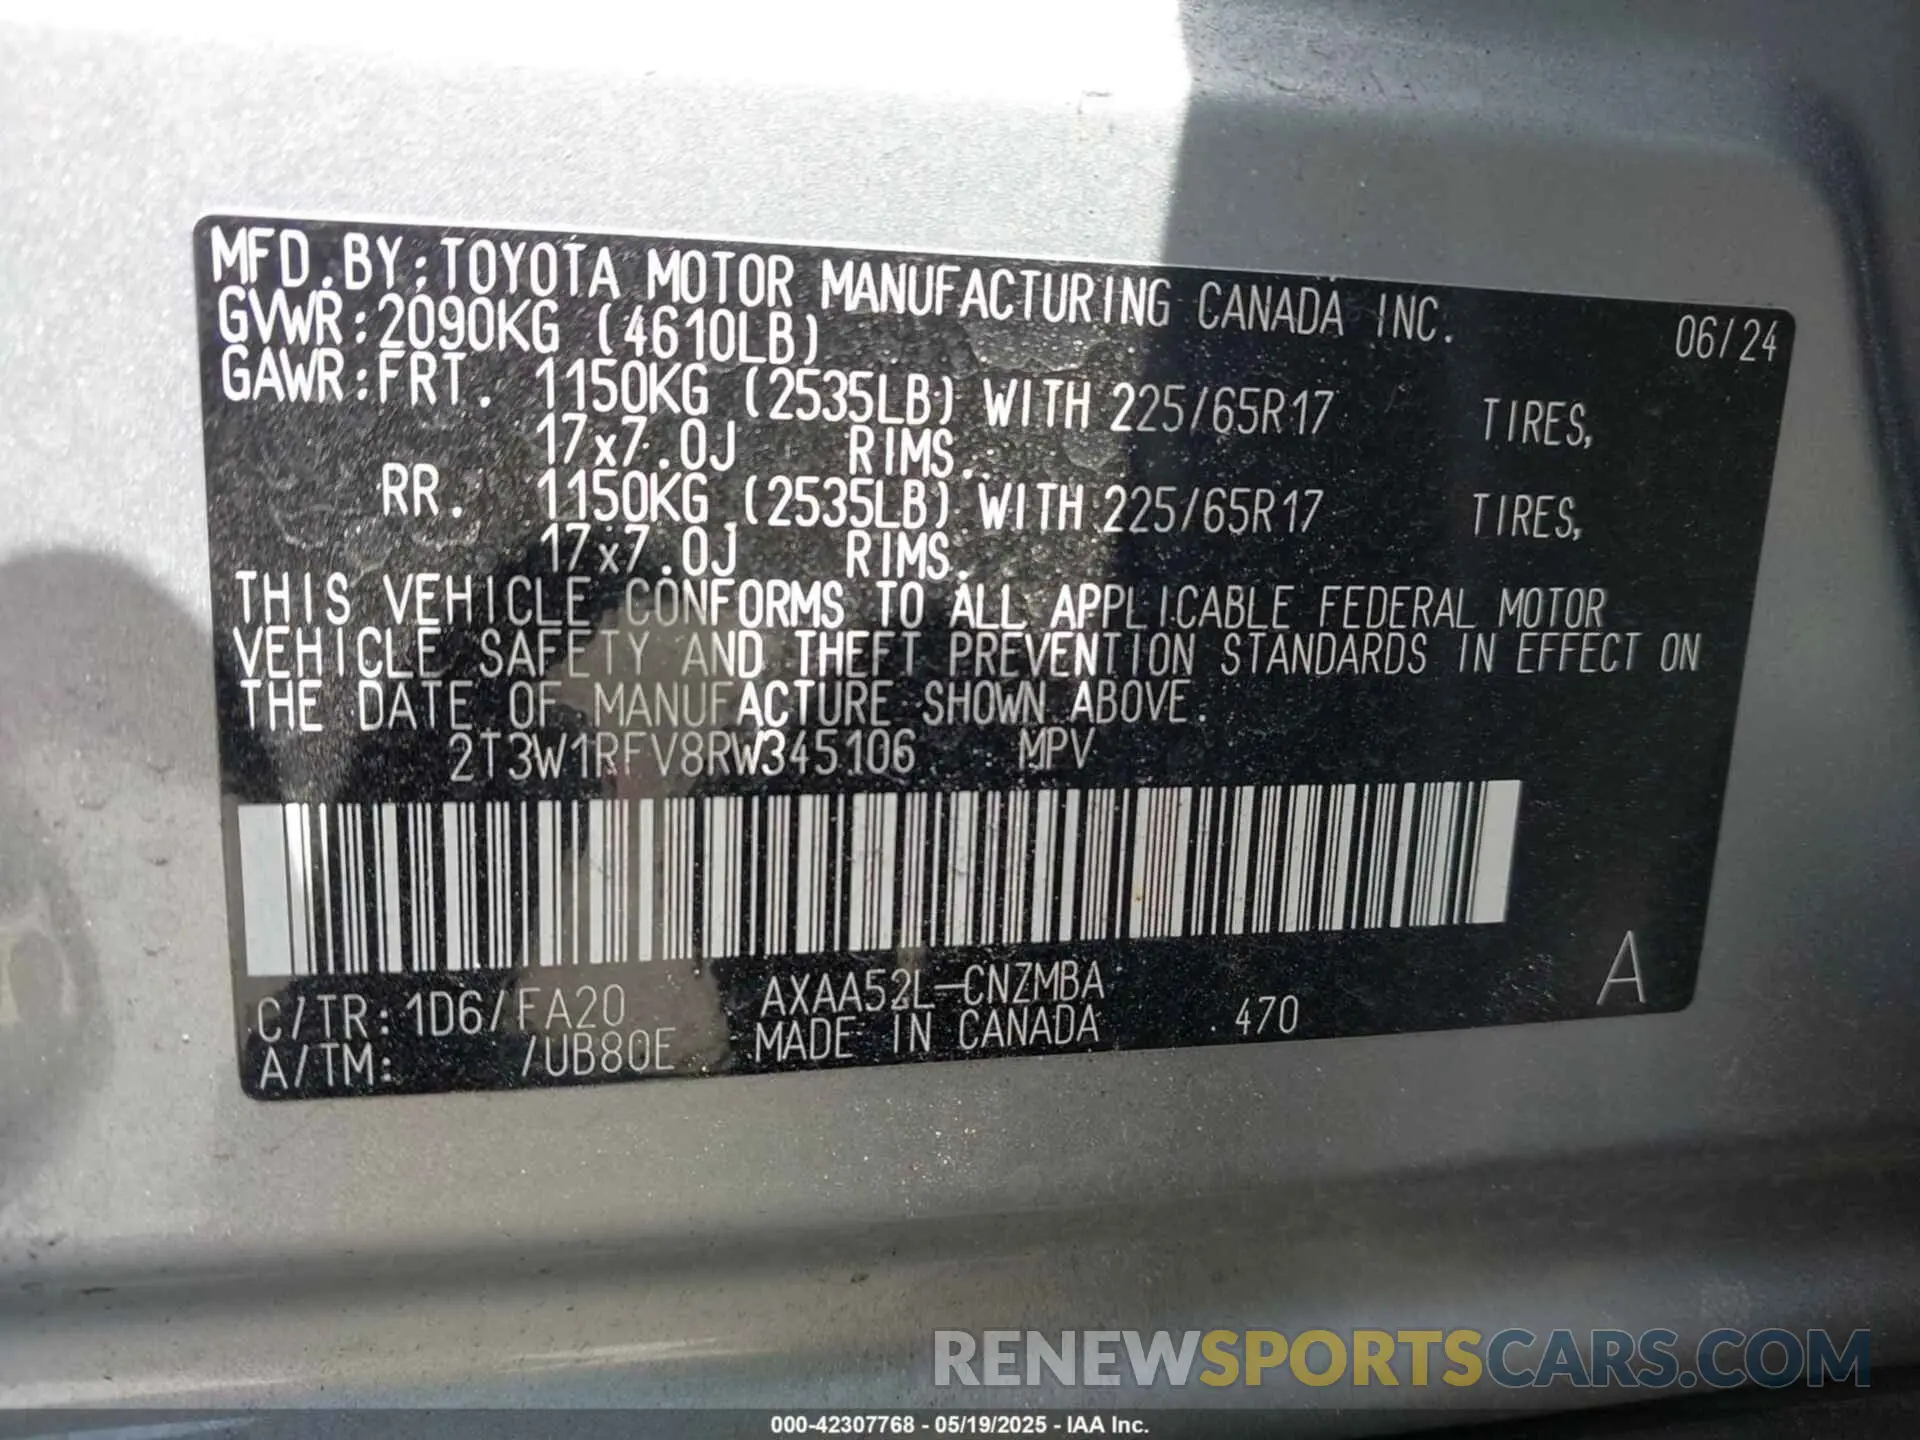 MFD.BY:TOYOTA MOTOR MANUFACTURING CANADA INC. 06/24
GVWR:2090KG (4610LB)
GAWR:FRT. 1150KG (2535LB) WITH 225/65R17 TIRES,
17x7.0J RIMS.
RR. 1150KG (2535LB) WITH 225/65R17 TIRES,
17x7.0J RIMS.
THIS VEHICLE CONFORMS TO ALL APPLICABLE FEDERAL MOTOR
VEHICLE SAFETY AND THEFT PREVENTION STANDARDS IN EFFECT ON
THE DATE OF MANUFACTURE SHOWN ABOVE.
2T3W1RFV8RW345106 MPV
C/TR:1D6/FA20 AXAA52L-CNZMBA A
A/TM: /UB80E MADE IN CANADA 470
RENEWSPORTSCARS.COM
000-42307768 - 05/19/2025 - IAA Inc.